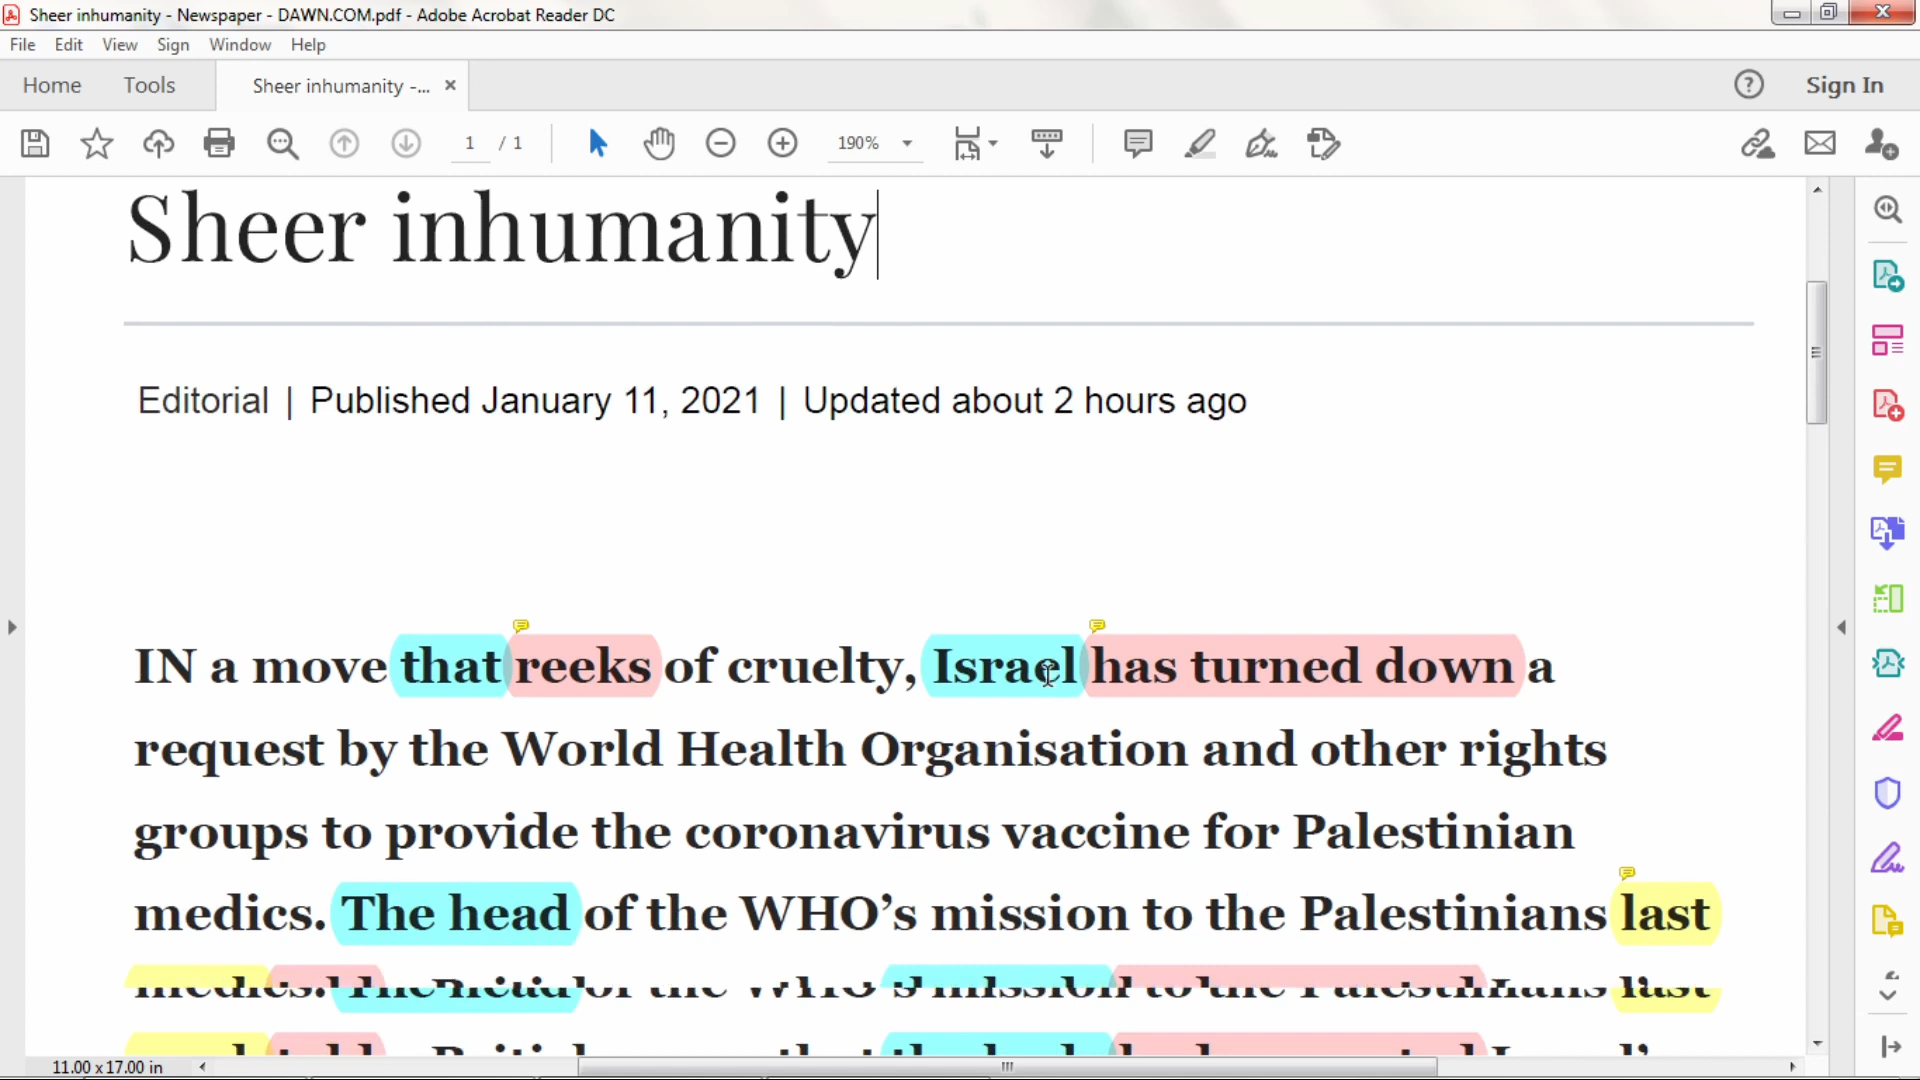 Sheer inhumanity - Newspaper - DAWN.COM.pdf - Adobe Acrobat Reader DC
File Edit View Sign Window Help
Home Tools Sheer inhumanity -... Sign In
1 / 1 190%
Sheer inhumanity
Editorial | Published January 11, 2021 | Updated about 2 hours ago
IN a move that reeks of cruelty, Israel has turned down a
request by the World Health Organisation and other rights
groups to provide the coronavirus vaccine for Palestinian
medics. The head of the WHO’s mission to the Palestinians last
11.00 x 17.00 in